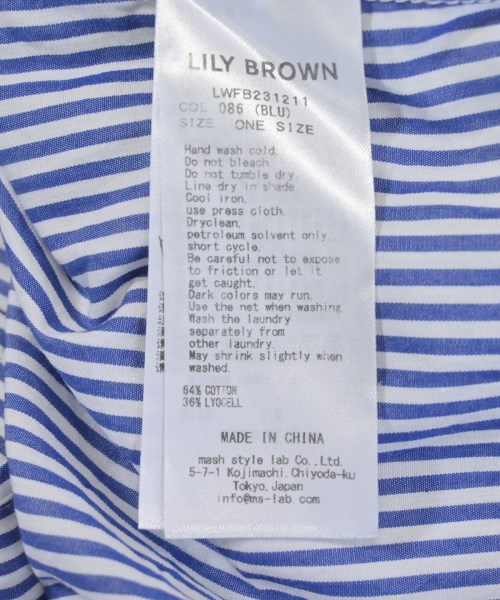 LILY BROWN
LWFB231211
COL 086 (BLU)
SIZE ONE SIZE
Hand wash cold.
Do not bleach.
Do not tumble dry.
Line dry in shade.
Cool iron,
use press cloth.
Dryclean,
petroleum solvent only
short cycle.
Be careful not to expose
to friction or let it
get caught.
Dark colors may run.
Use the net when washing
Wash the laundry
separately from
other laundry.
May shrink slightly when
washed.
64% COTTON
36% LYOCELL
MADE IN CHINA
mash style lab Co.,Ltd.
5-7-1 Kojimachi,Chiyoda-ku
Tokyo,Japan
info@ms-lab.com